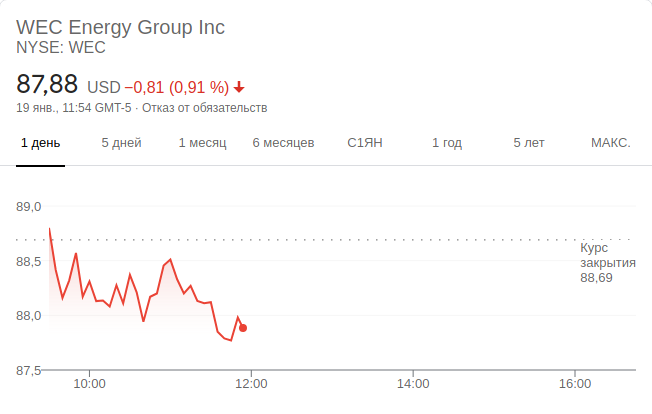 WEC Energy Group Inc
NYSE: WEC
87,88 USD −0,81 (0,91 %)
19 янв., 11:54 GMT-5 · Отказ от обязательств
1 день 5 дней 1 месяц 6 месяцев С1ЯН 1 год 5 лет МАКС.
89,0
Курс
88,5 закрытия
88,69
88,0
87,5
10:00 12:00 14:00 16:00